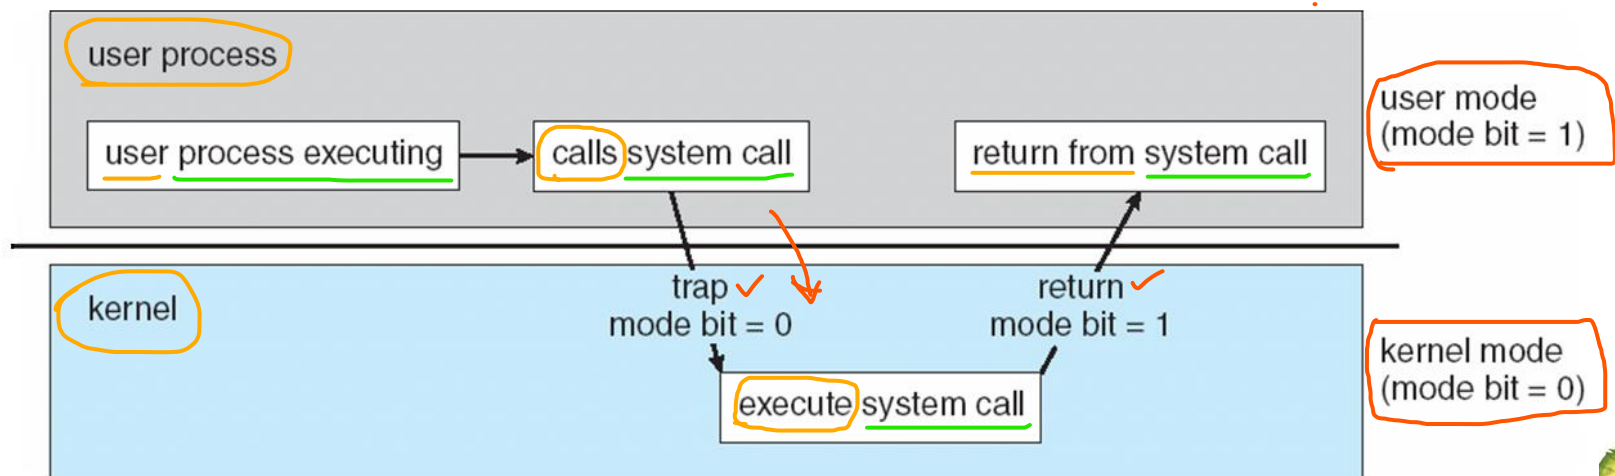 user process
user process executing
calls system call
return from system call
user mode
(mode bit = 1)
trap
mode bit = 0
return
mode bit = 1
kernel
execute system call
kernel mode
(mode bit = 0)